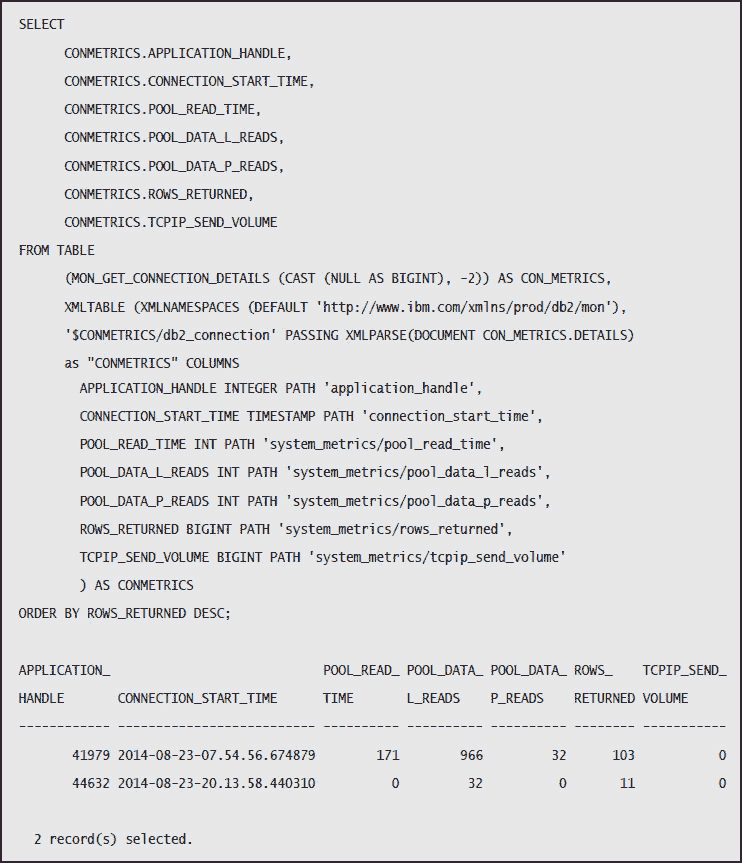 SELECT
CONMETRICS.APPLICATION_HANDLE,
CONMETRICS.CONNECTION_START_TIME,
CONMETRICS.POOL_READ_TIME,
CONMETRICS.POOL_DATA_L_READS,
CONMETRICS.POOL_DATA_P_READS,
CONMETRICS.ROWS_RETURNED,
CONMETRICS.TCPIP_SEND_VOLUME
FROM TABLE
(MON_GET_CONNECTION_DETAILS (CAST (NULL AS BIGINT), -2)) AS CON_METRICS,
XMLTABLE (XMLNAMESPACES (DEFAULT 'http://www.ibm.com/xmlns/prod/db2/mon'),
'$CONMETRICS/db2_connection' PASSING XMLPARSE(DOCUMENT CON_METRICS.DETAILS)
as "CONMETRICS" COLUMNS
APPLICATION_HANDLE INTEGER PATH 'application_handle',
CONNECTION_START_TIME TIMESTAMP PATH 'connection_start_time',
POOL_READ_TIME INT PATH 'system_metrics/pool_read_time',
POOL_DATA_L_READS INT PATH 'system_metrics/pool_data_l_reads',
POOL_DATA_P_READS INT PATH 'system_metrics/pool_data_p_reads',
ROWS_RETURNED BIGINT PATH 'system_metrics/rows_returned',
TCPIP_SEND_VOLUME BIGINT PATH 'system_metrics/tcpip_send_volume'
) AS CONMETRICS
ORDER BY ROWS_RETURNED DESC;
APPLICATION_ POOL_READ_ POOL_DATA_ POOL_DATA_ ROWS_ TCPIP_SEND_
HANDLE CONNECTION_START_TIME TIME L_READS P_READS RETURNED VOLUME
------------ -------------------------- ---------- ---------- ---------- -------- -----------
41979 2014-08-23-07.54.56.674879 171 966 32 103 0
44632 2014-08-23-20.13.58.440310 0 32 0 11 0
2 record(s) selected.